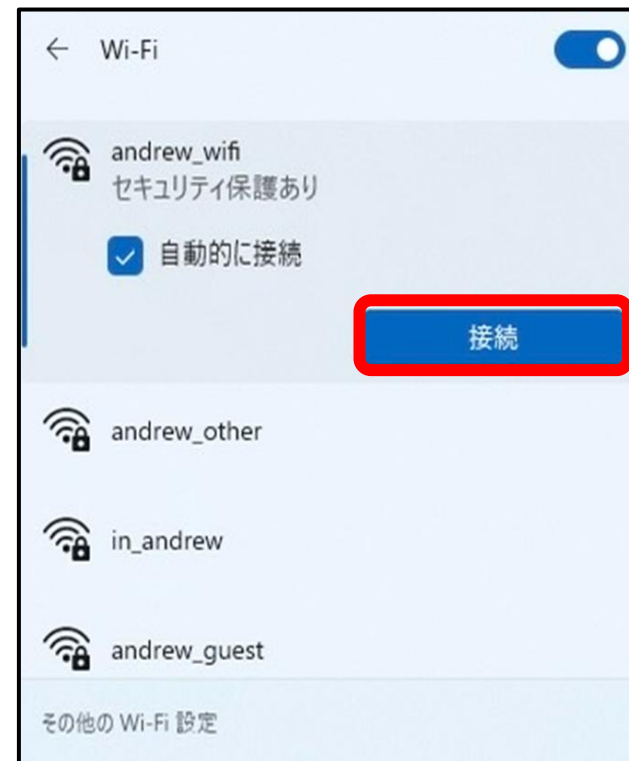 ← Wi-Fi
andrew_wifi
セキュリティ保護あり
自動的に接続
接続
andrew_other
in_andrew
andrew_guest
その他の Wi-Fi 設定